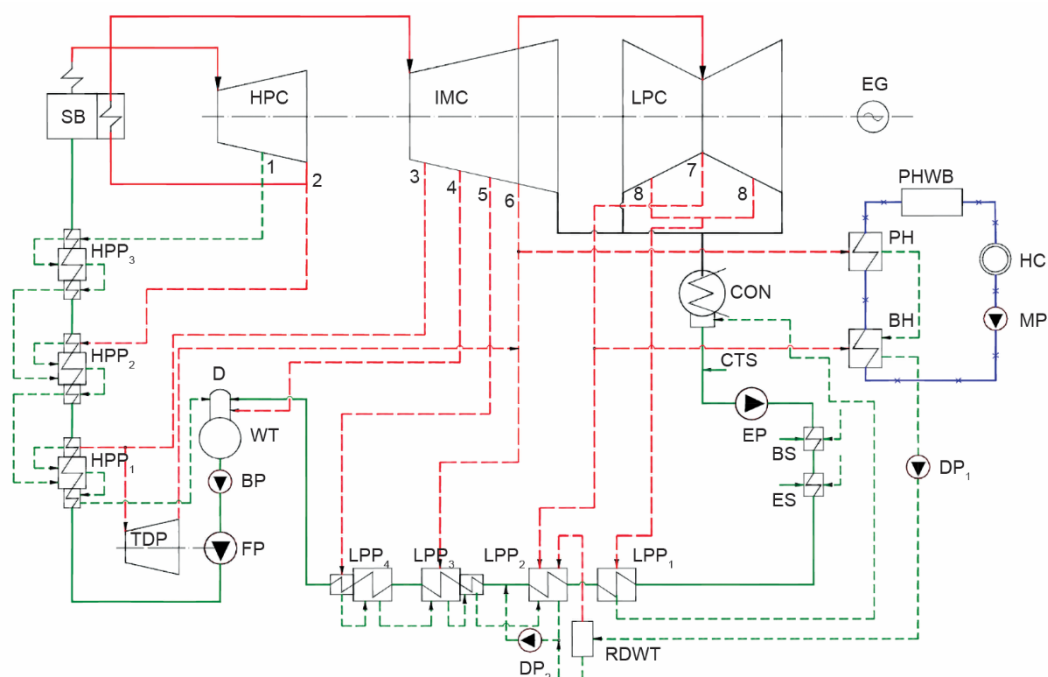 EG
HPC
IMC
LPC
SB
1
2
3
4
5
6
7
8
8
PHWB
PH
HC
HPP3
CON
MP
BH
HPP2
CTS
D
WT
EP
BS
HPP1
BP
ES
DP1
TDP
FP
LPP4
LPP3
LPP2
LPP1
RDWT
DP2